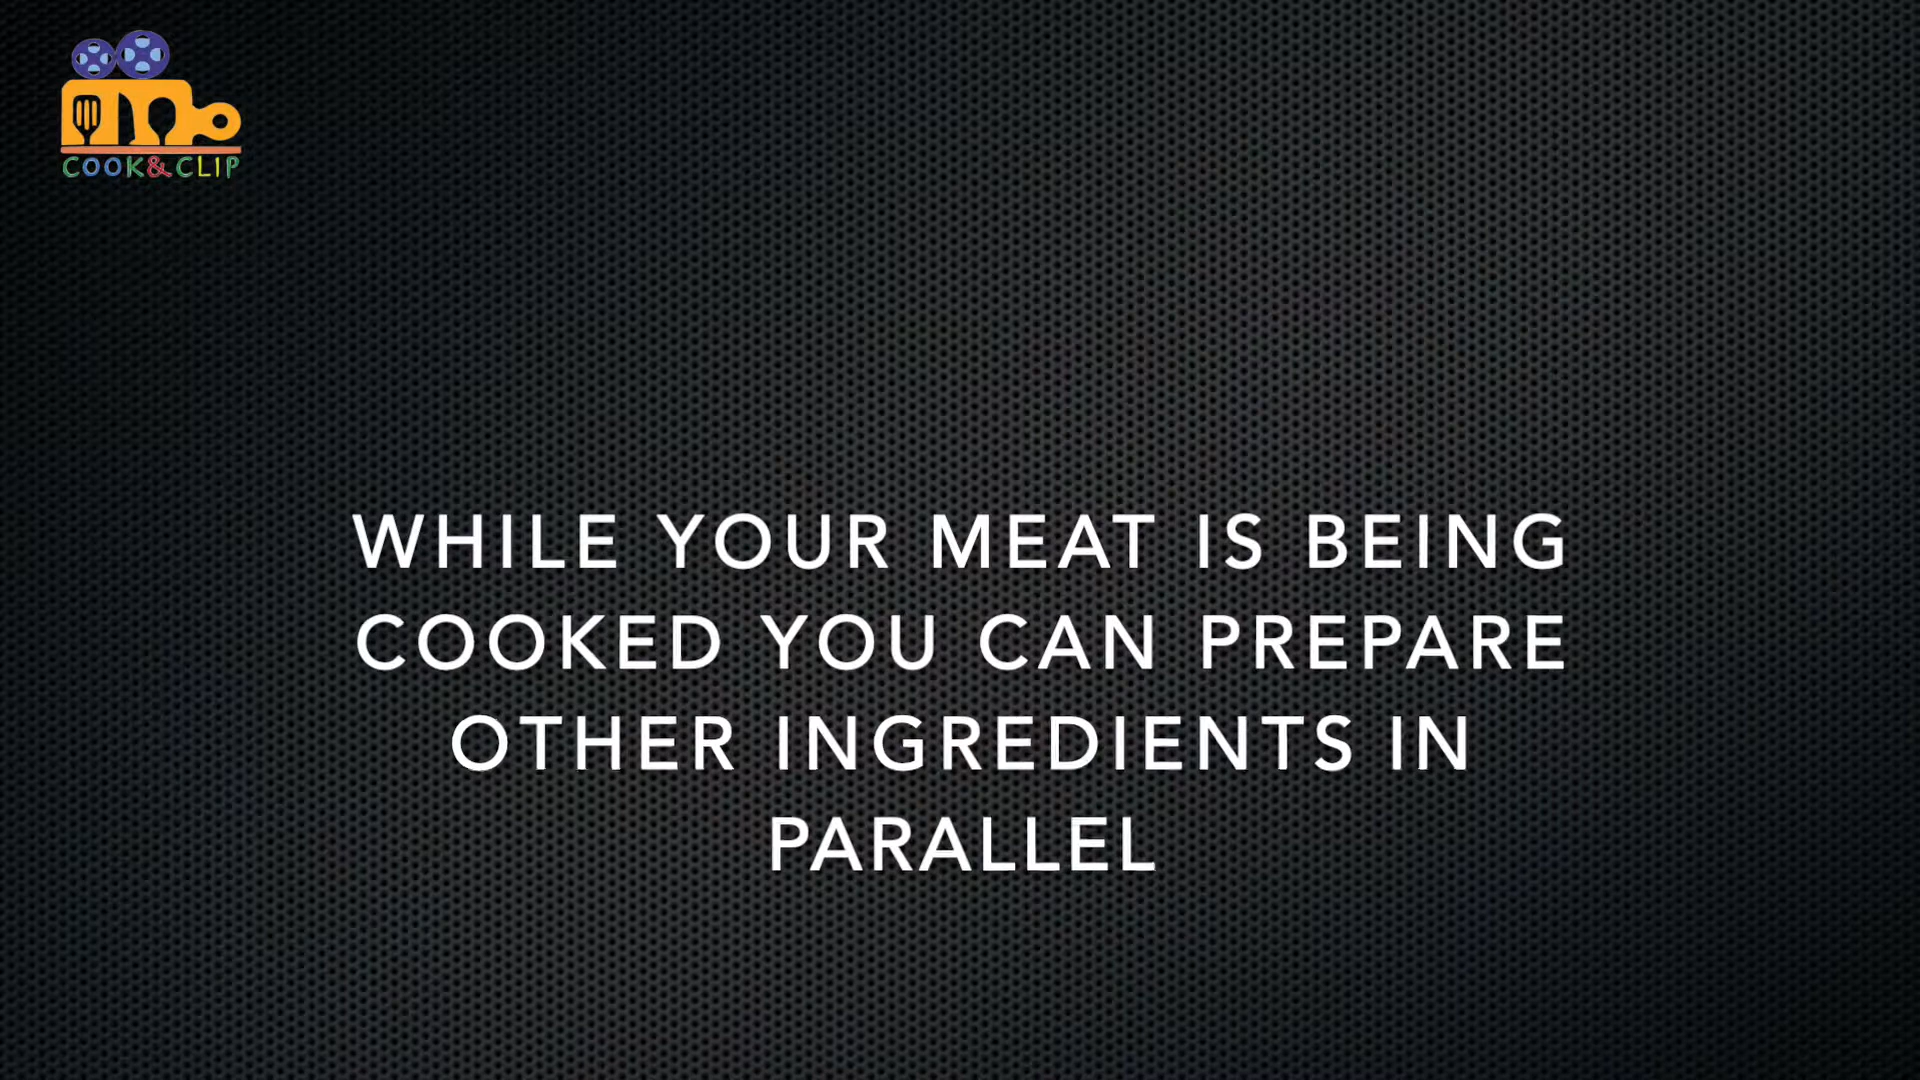 COOK&CLIP
WHILE YOUR MEAT IS BEING
COOKED YOU CAN PREPARE
OTHER INGREDIENTS IN
PARALLEL